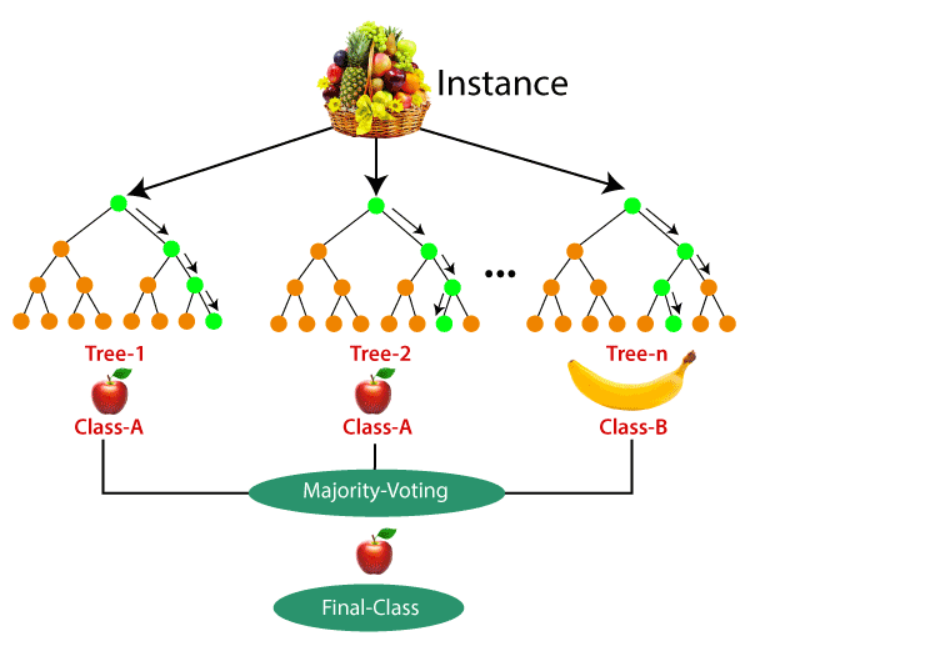 Instance
...
Tree-1
Tree-2
Tree-n
Class-A
Class-A
Class-B
Majority-Voting
Final-Class